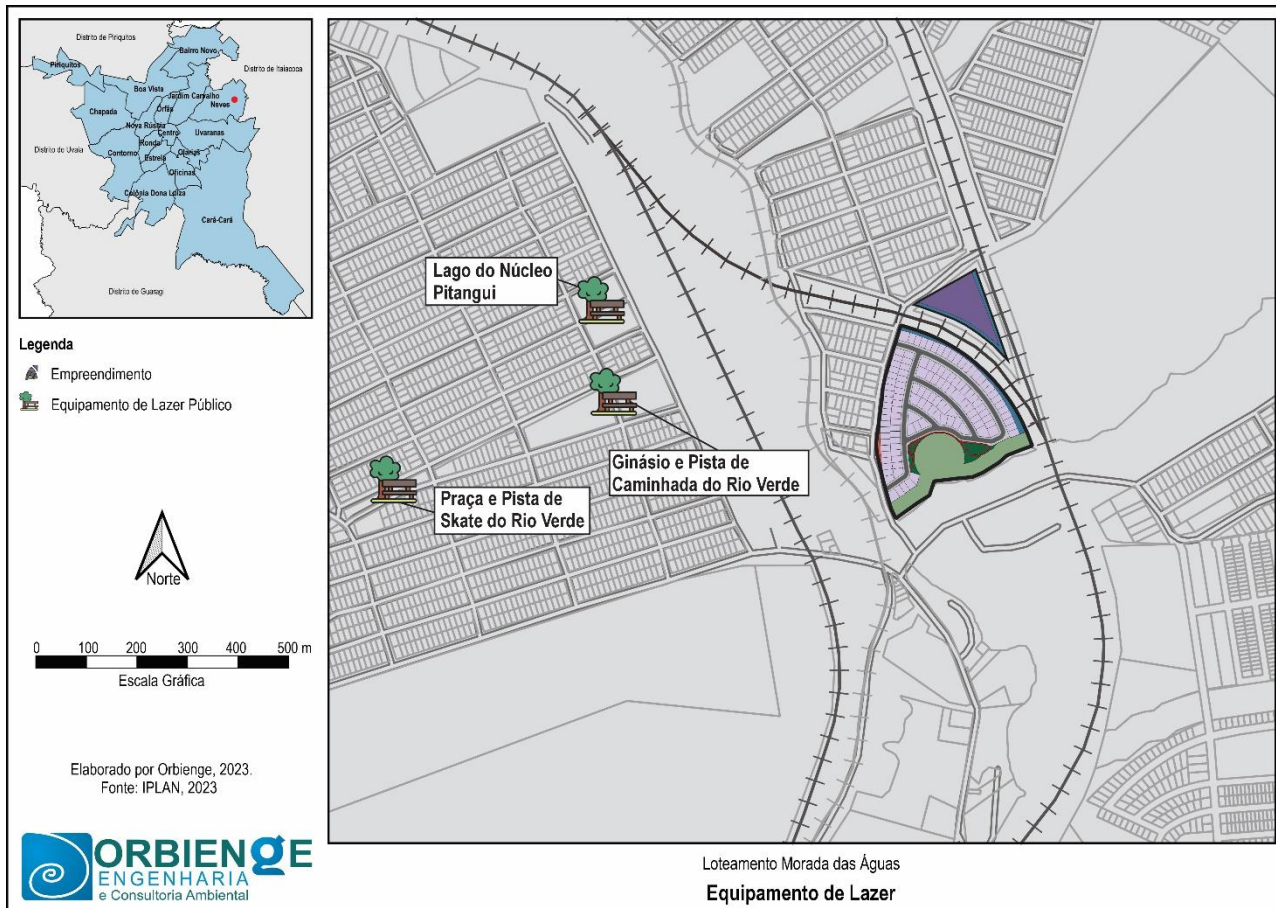 Distrito de Piriquitos
Bairro Novo
Distrito de Itaiacoca
Piriquitos
Boa Vista
Jardim Carvalho
Neves
Chapada
Órfãs
Nova Rússia
Centro
Uvaranas
Distrito de Uvaia
Ronda
Contorno
Estrela
Olarias
Oficinas
Colônia Dona Luiza
Cará-Cará
Distrito de Guaragi
Legenda
Empreendimento
Equipamento de Lazer Público
Norte
0 100 200 300 400 500 m
Escala Gráfica
Elaborado por Orbienge, 2023.
Fonte: IPLAN, 2023
ORBIENGE
ENGENHARIA
e Consultoria Ambiental
Lago do Núcleo
Pitangui
Ginásio e Pista de
Caminhada do Rio Verde
Praça e Pista de
Skate do Rio Verde
Loteamento Morada das Águas
Equipamento de Lazer